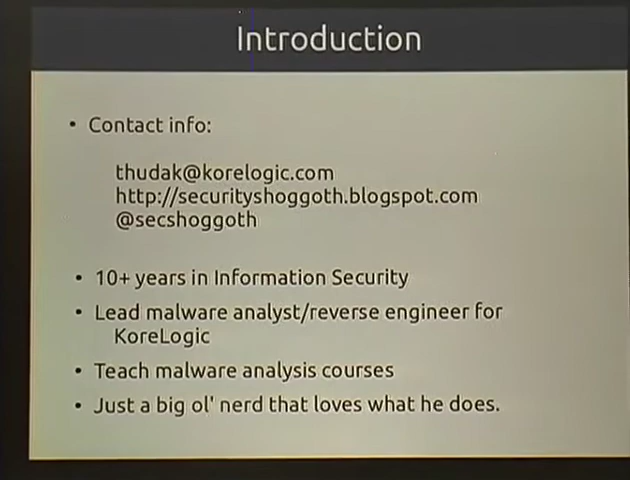 Introduction
• Contact info:
thudak@korelogic.com
http://securityshoggoth.blogspot.com
@secshoggoth
• 10+ years in Information Security
• Lead malware analyst/reverse engineer for
KoreLogic
• Teach malware analysis courses
• Just a big ol' nerd that loves what he does.